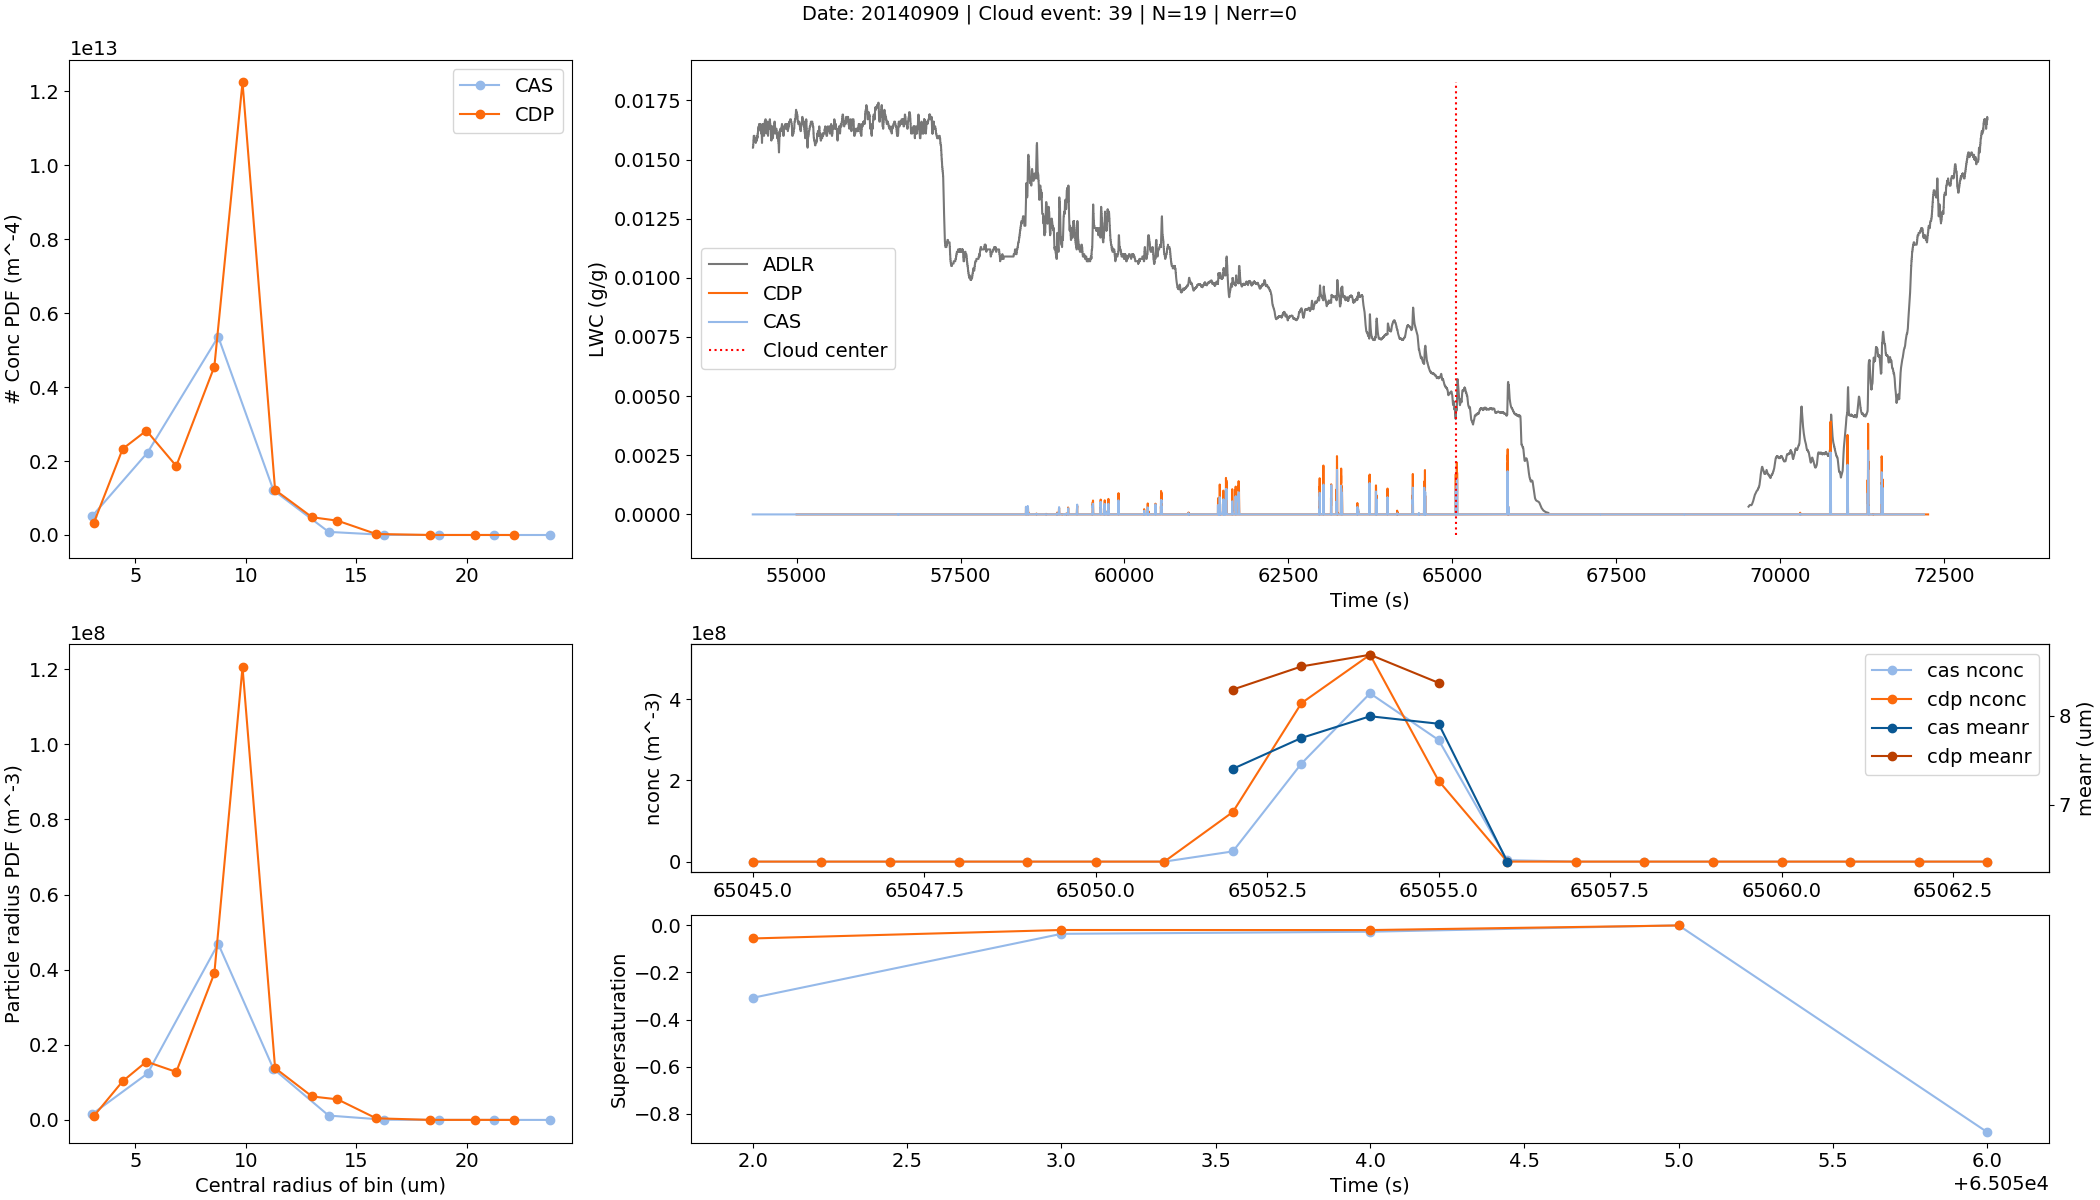 Date: 20140909 | Cloud event: 39 | N=19 | Nerr=0
1e13
# Conc PDF (m^-4)
1.2
1.0
0.8
0.6
0.4
0.2
0.0
5 10 15 20
CAS
CDP
LWC (g/g)
0.0175
0.0150
0.0125
0.0100
0.0075
0.0050
0.0025
0.0000
ADLR
CDP
CAS
Cloud center
55000 57500 60000 62500 65000 67500 70000 72500
Time (s)
1e8
Particle radius PDF (m^-3)
1.2
1.0
0.8
0.6
0.4
0.2
0.0
5 10 15 20
Central radius of bin (um)
1e8
nconc (m^-3)
4
2
0
cas nconc
cdp nconc
cas meanr
cdp meanr
8
7
meanr (um)
65045.0 65047.5 65050.0 65052.5 65055.0 65057.5 65060.0 65062.5
Supersaturation
0.0
−0.2
−0.4
−0.6
−0.8
2.0 2.5 3.0 3.5 4.0 4.5 5.0 5.5 6.0
Time (s)
+6.505e4